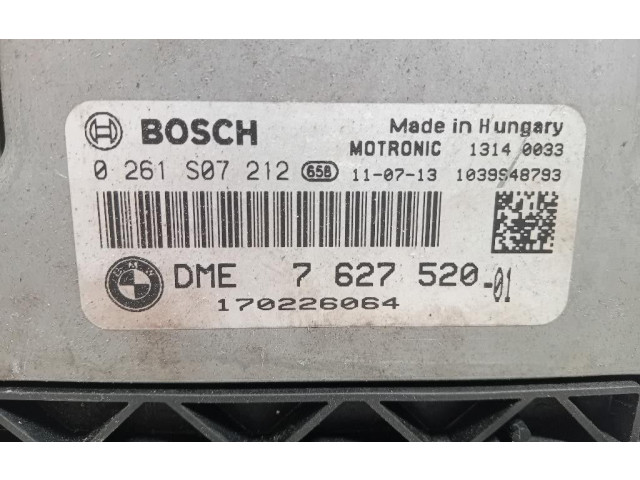 BOSCH Made in Hungary
MOTRONIC 1314 0033
0 261 S07 212 658 11-07-13 1039S48793
BMW
DME 7 627 520-01
170226064